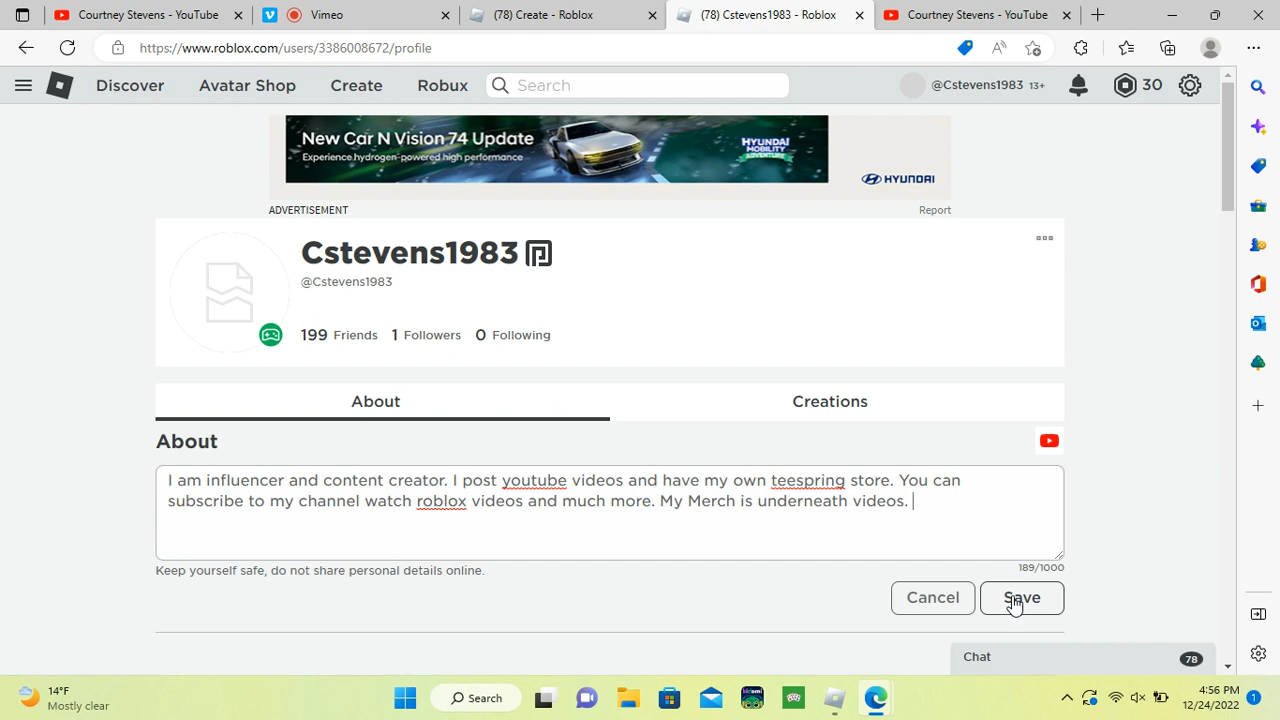 Courtney Stevens - YouTube
Vimeo
(78) Create - Roblox
(78) Cstevens1983 - Roblox
Courtney Stevens - YouTube
https://www.roblox.com/users/3386008672/profile
Discover
Avatar Shop
Create
Robux
Search
@Cstevens1983 13+
30
New Car N Vision 74 Update
Experience hydrogen-powered high performance
HYUNDAI
MOBILITY
ADVENTURE
HYUNDAI
ADVERTISEMENT
Report
Cstevens1983
@Cstevens1983
199 Friends
1 Followers
0 Following
About
Creations
About
I am influencer and content creator. I post youtube videos and have my own teespring store. You can
subscribe to my channel watch roblox videos and much more. My Merch is underneath videos.
Keep yourself safe, do not share personal details online.
189/1000
Cancel
Save
Chat
78
14°F
Mostly clear
Search
kidomi
4:56 PM
12/24/2022
1